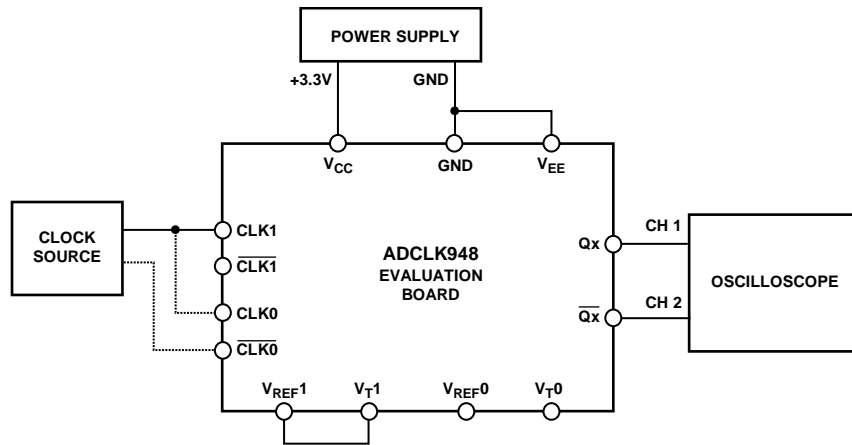 POWER SUPPLY
+3.3V
GND
VCC
GND
VEE
CLOCK
SOURCE
CLK1
CLK1
CLK0
CLK0
ADCLK948
EVALUATION
BOARD
Qx
Qx
CH 1
CH 2
OSCILLOSCOPE
VREF1
VT1
VREF0
VT0